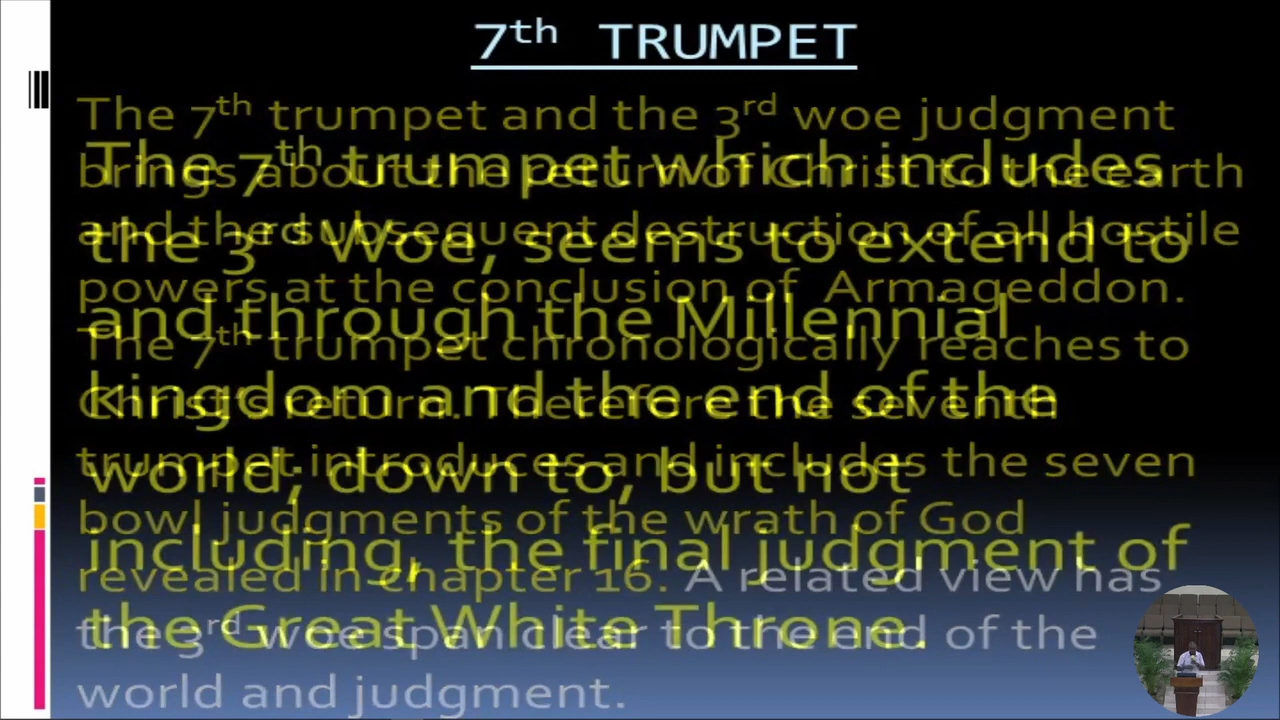 7th TRUMPET
The 7th trumpet and the 3rd woe judgment
brings about the return of Christ to the earth
and the subsequent destruction of all hostile
powers at the conclusion of Armageddon.
The 7th trumpet chronologically reaches to
Christ's return. Therefore the seventh
trumpet introduces and includes the seven
bowl judgments of the wrath of God
revealed in chapter 16. A related view has
the 3rd woe span clear to the end of the
world and judgment.
The 7th trumpet which includes
the 3rd Woe, seems to extend to
and through the Millennial
kingdom and the end of the
world; down to, but not
including, the final judgment of
the Great White Throne.